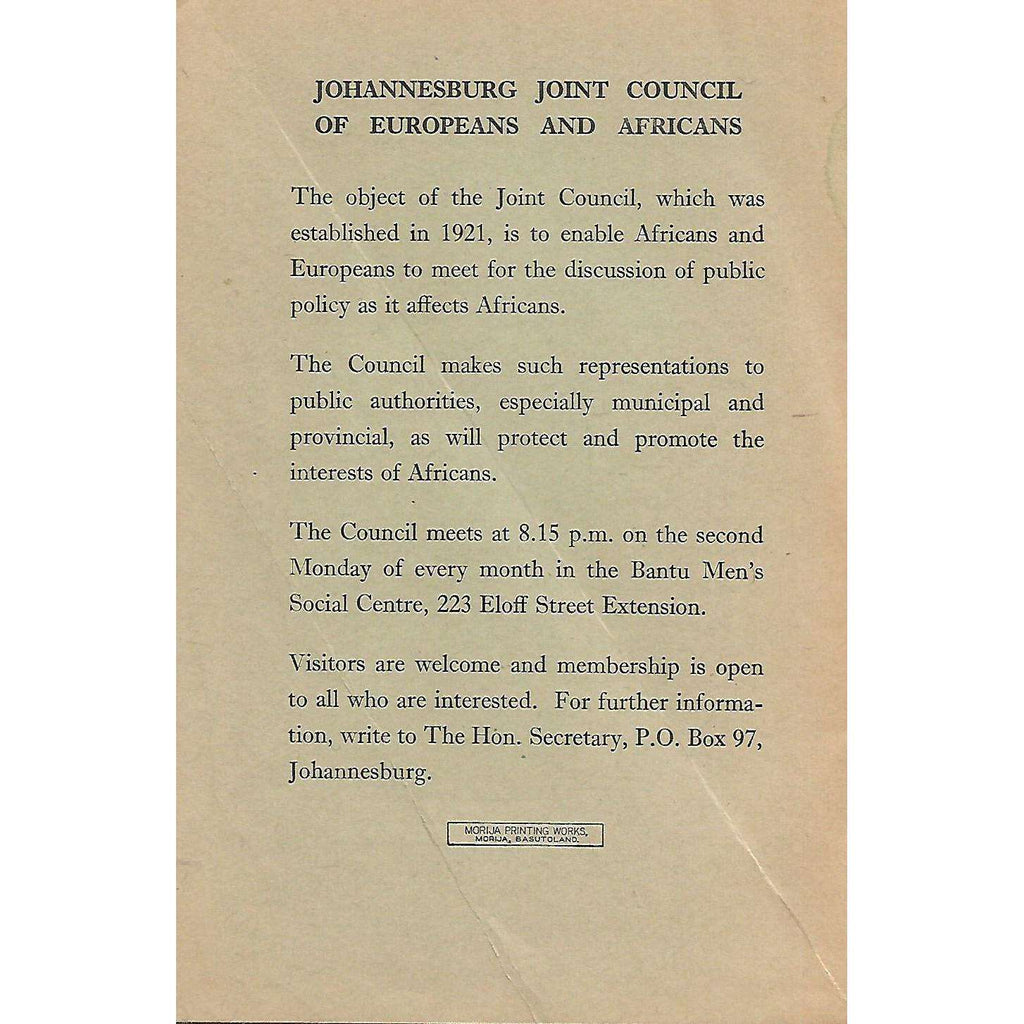 JOHANNESBURG JOINT COUNCIL
OF EUROPEANS AND AFRICANS
The object of the Joint Council, which was
established in 1921, is to enable Africans and
Europeans to meet for the discussion of public
policy as it affects Africans.
The Council makes such representations to
public authorities, especially municipal and
provincial, as will protect and promote the
interests of Africans.
The Council meets at 8.15 p.m. on the second
Monday of every month in the Bantu Men's
Social Centre, 223 Eloff Street Extension.
Visitors are welcome and membership is open
to all who are interested. For further informa-
tion, write to The Hon. Secretary, P.O. Box 97,
Johannesburg.
MORIJA PRINTING WORKS,
MORIJA, BASUTOLAND.